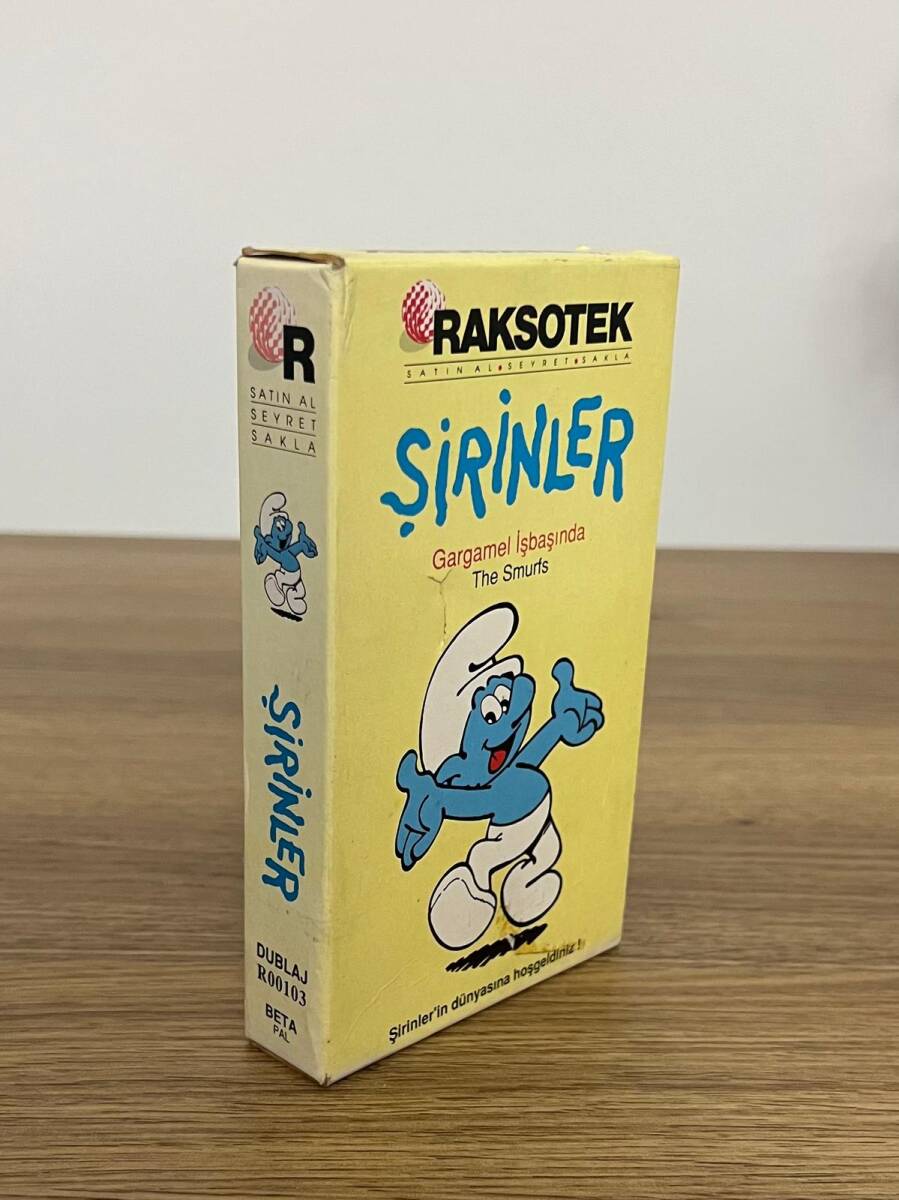 R
SATIN AL
SEYRET
SAKLA
ŞİRİNLER
DUBLAJ
R00103
BETA
PAL
RAKSOTEK
SATIN AL•SEYRET•SAKLA
ŞİRİNLER
Gargamel İşbaşında
The Smurfs
Şirinler'in dünyasına hoşgeldiniz!